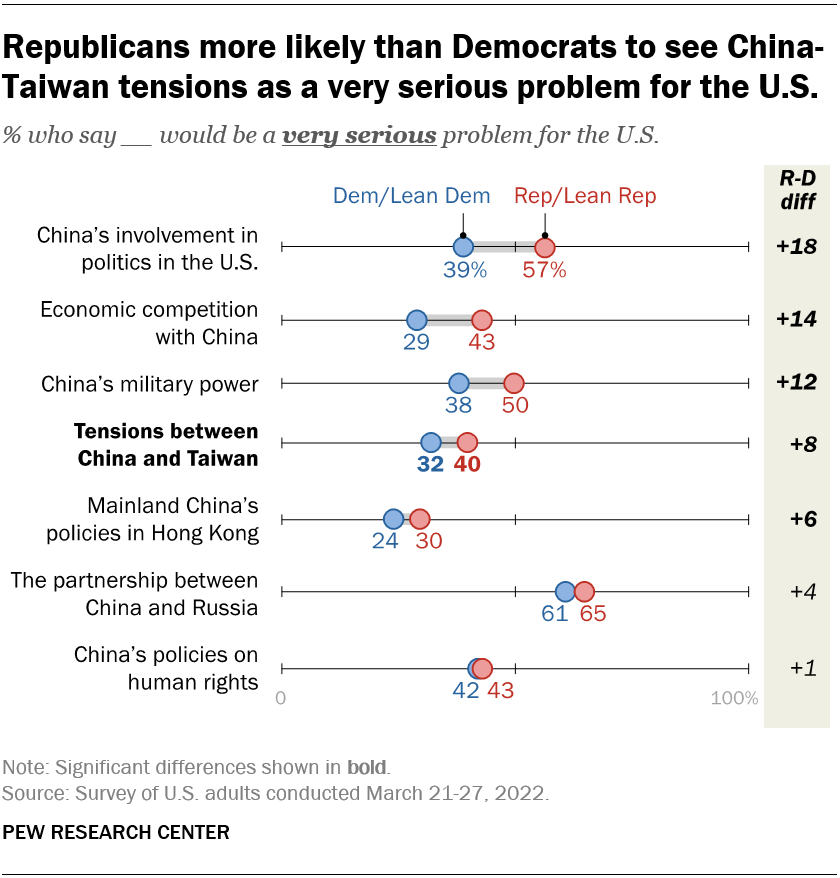 Republicans more likely than Democrats to see China-
Taiwan tensions as a very serious problem for the U.S.
% who say __ would be a very serious problem for the U.S.
R-D
diff
Dem/Lean Dem Rep/Lean Rep
China's involvement in
politics in the U.S.
39% 57% +18
Economic competition
with China
29 43 +14
China's military power
38 50 +12
Tensions between
China and Taiwan
32 40 +8
Mainland China's
policies in Hong Kong
24 30 +6
The partnership between
China and Russia
61 65 +4
China's policies on
human rights
42 43 +1
0 100%
Note: Significant differences shown in bold.
Source: Survey of U.S. adults conducted March 21-27, 2022.
PEW RESEARCH CENTER